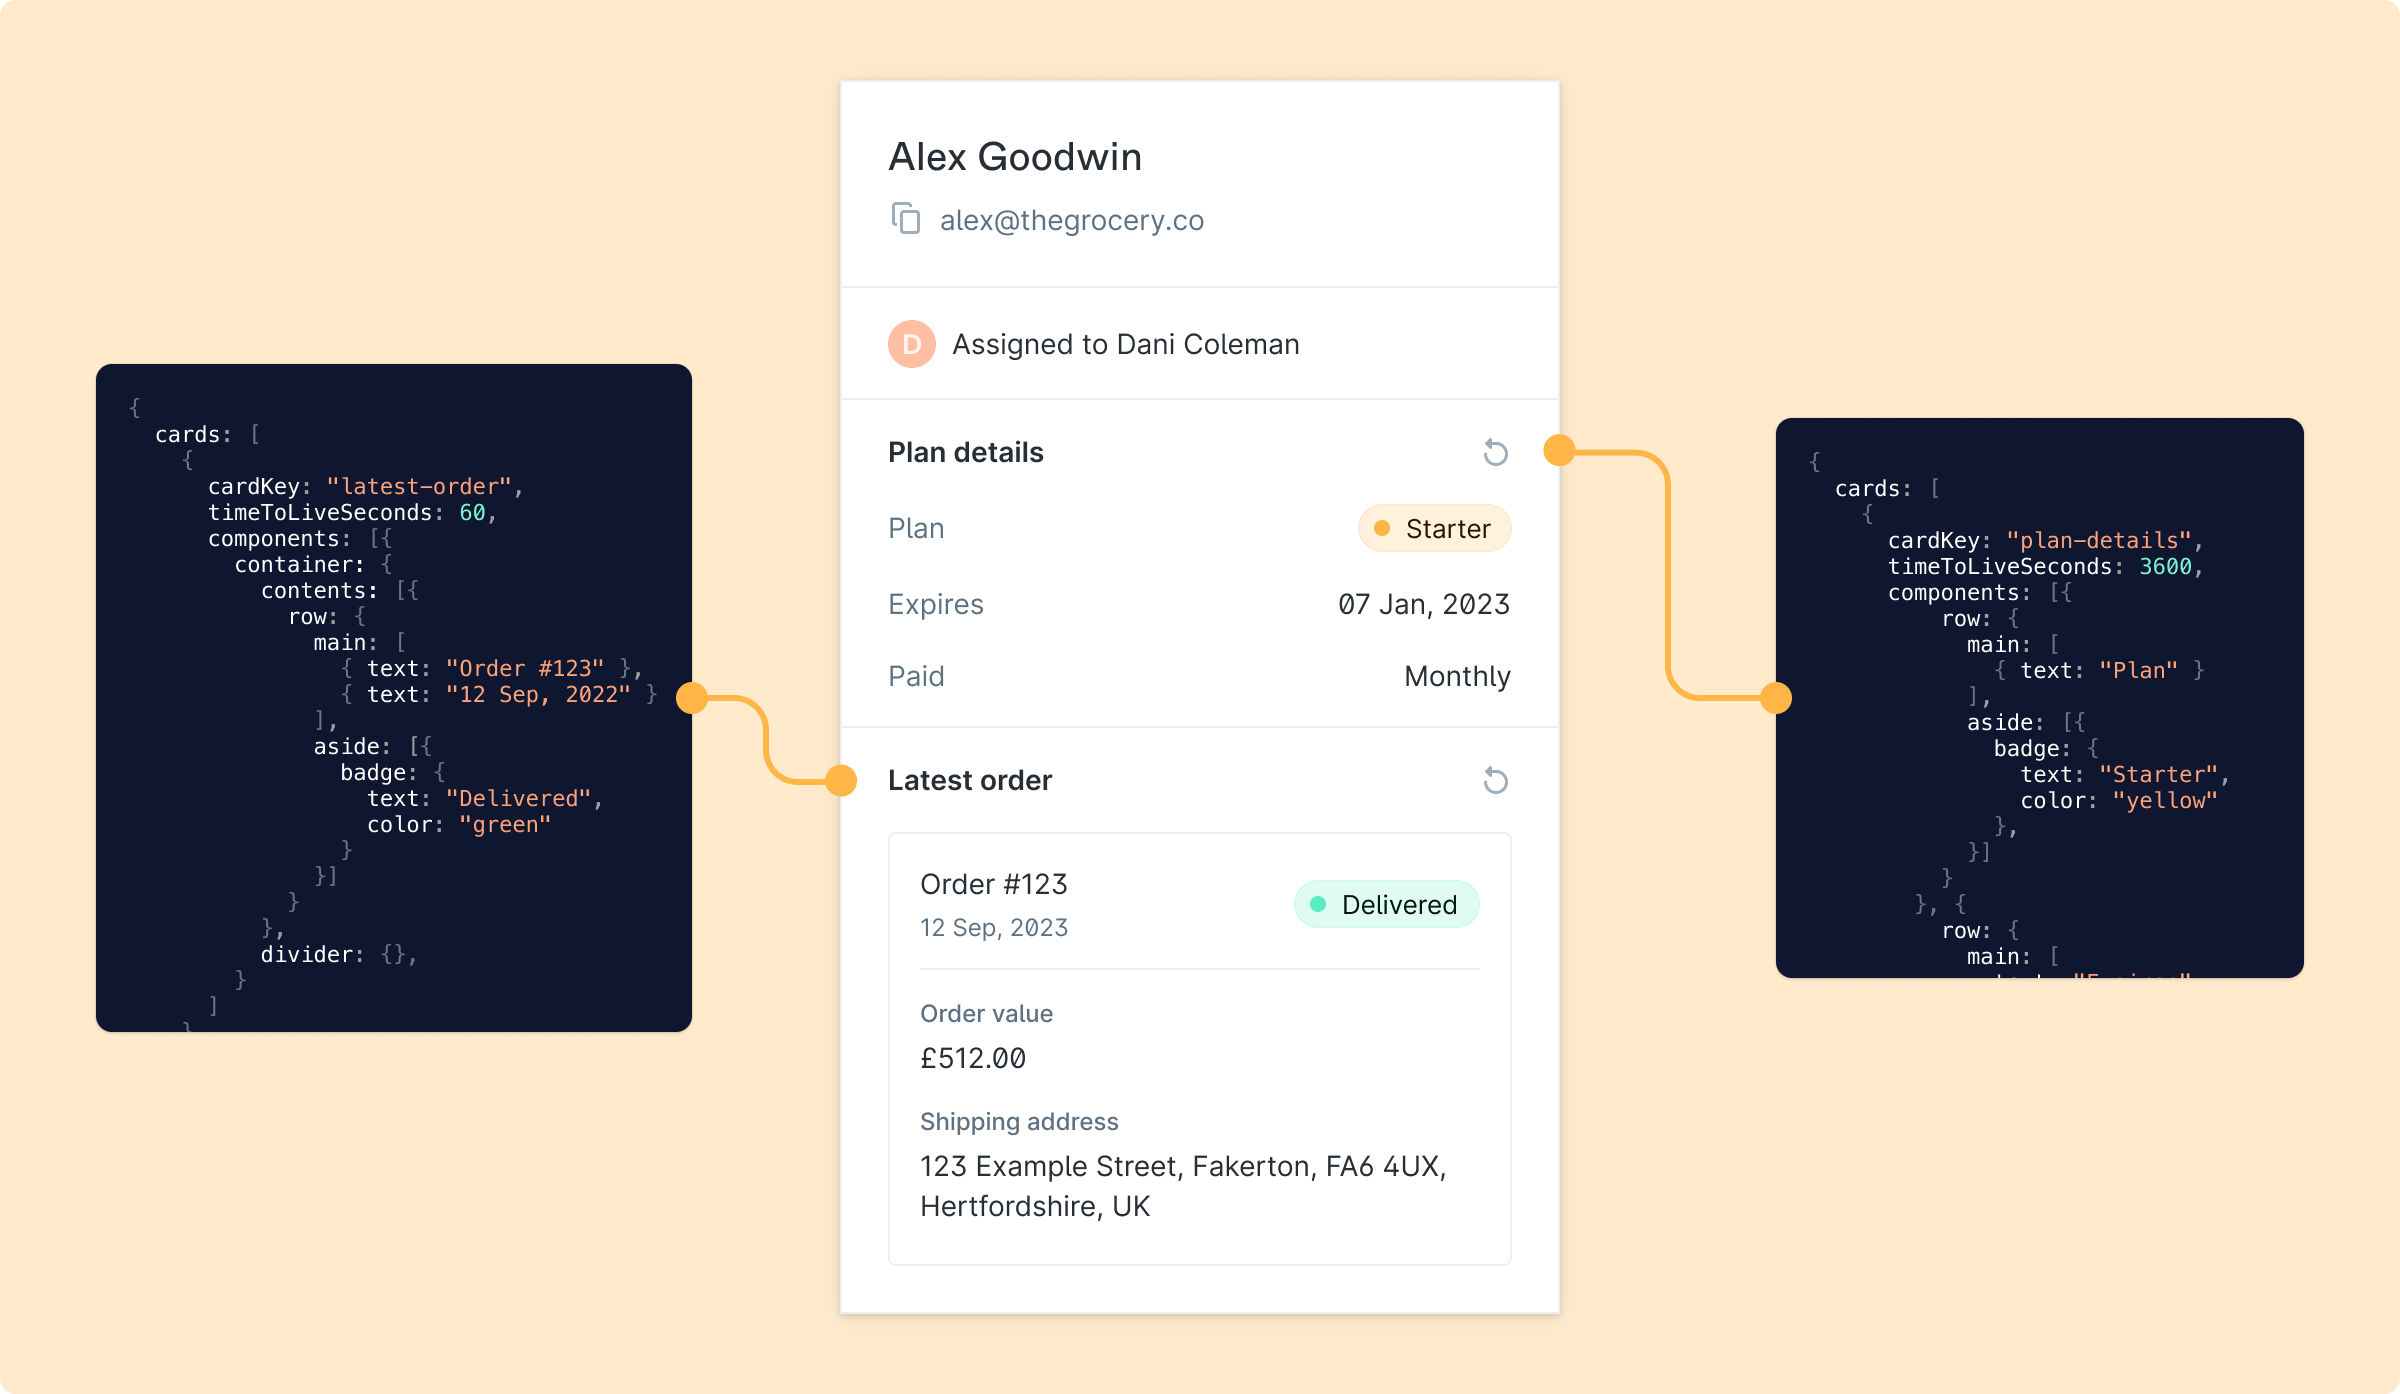 {
cards: [
{
cardKey: "latest-order",
timeToLiveSeconds: 60,
components: [{
container: {
contents: [{
row: {
main: [
{ text: "Order #123" },
{ text: "12 Sep, 2022" }
],
aside: [{
badge: {
text: "Delivered",
color: "green"
}
}]
}
},
divider: {},
}
]
}
Alex Goodwin
alex@thegrocery.co
D Assigned to Dani Coleman
Plan details
Plan Starter
Expires 07 Jan, 2023
Paid Monthly
Latest order
Order #123
12 Sep, 2023
Delivered
Order value
£512.00
Shipping address
123 Example Street, Fakerton, FA6 4UX,
Hertfordshire, UK
{
cards: [
{
cardKey: "plan-details",
timeToLiveSeconds: 3600,
components: [{
row: {
main: [
{ text: "Plan" }
],
aside: [{
badge: {
text: "Starter",
color: "yellow"
},
}]
}
}, {
row: {
main: [